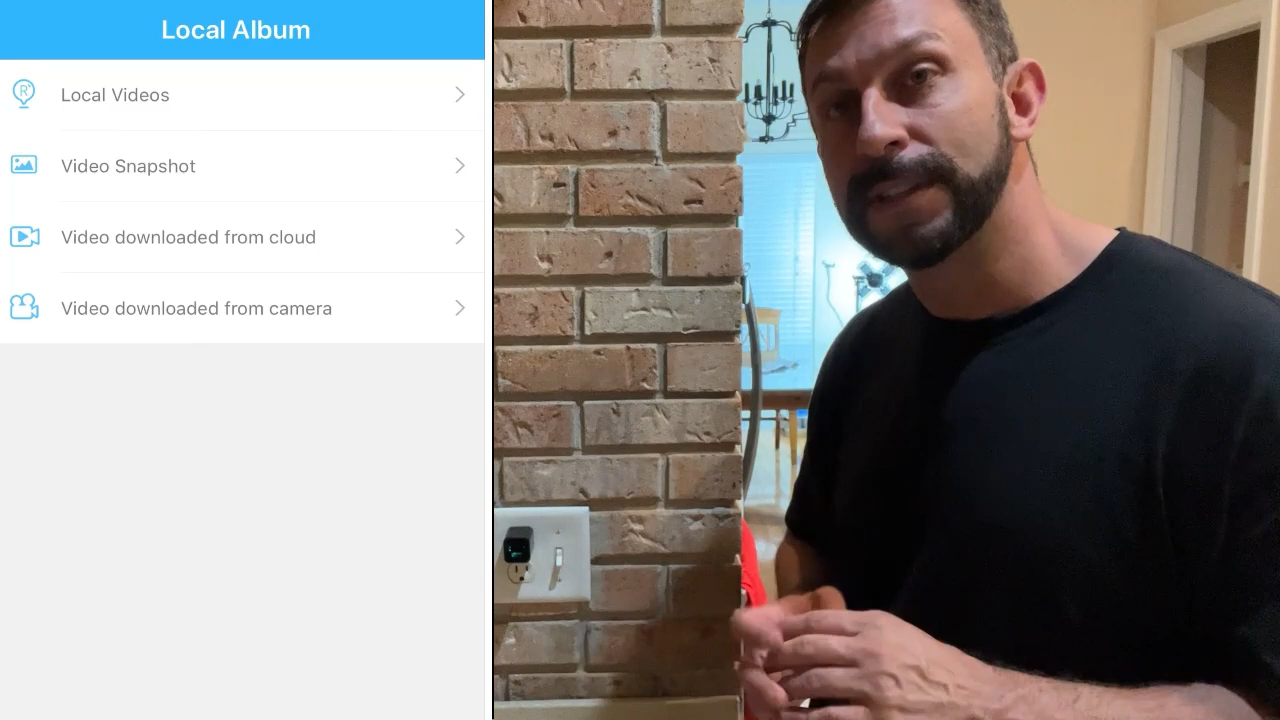 Local Album
Local Videos
Video Snapshot
Video downloaded from cloud
Video downloaded from camera